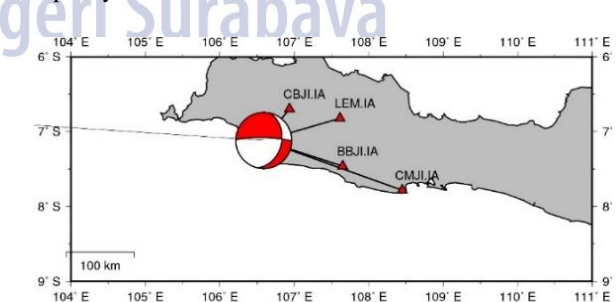 geri Surabaya
104° E 105° E 106° E 107° E 108° E 109° E 110° E 111° E
6° S 6°
CBJI.IA
LEM.IA
7° S 7°
BBJI.IA
CMJI.IA
8° S 8°
100 km
9° S 9°
104° E 105° E 106° E 107° E 108° E 109° E 110° E 111° E